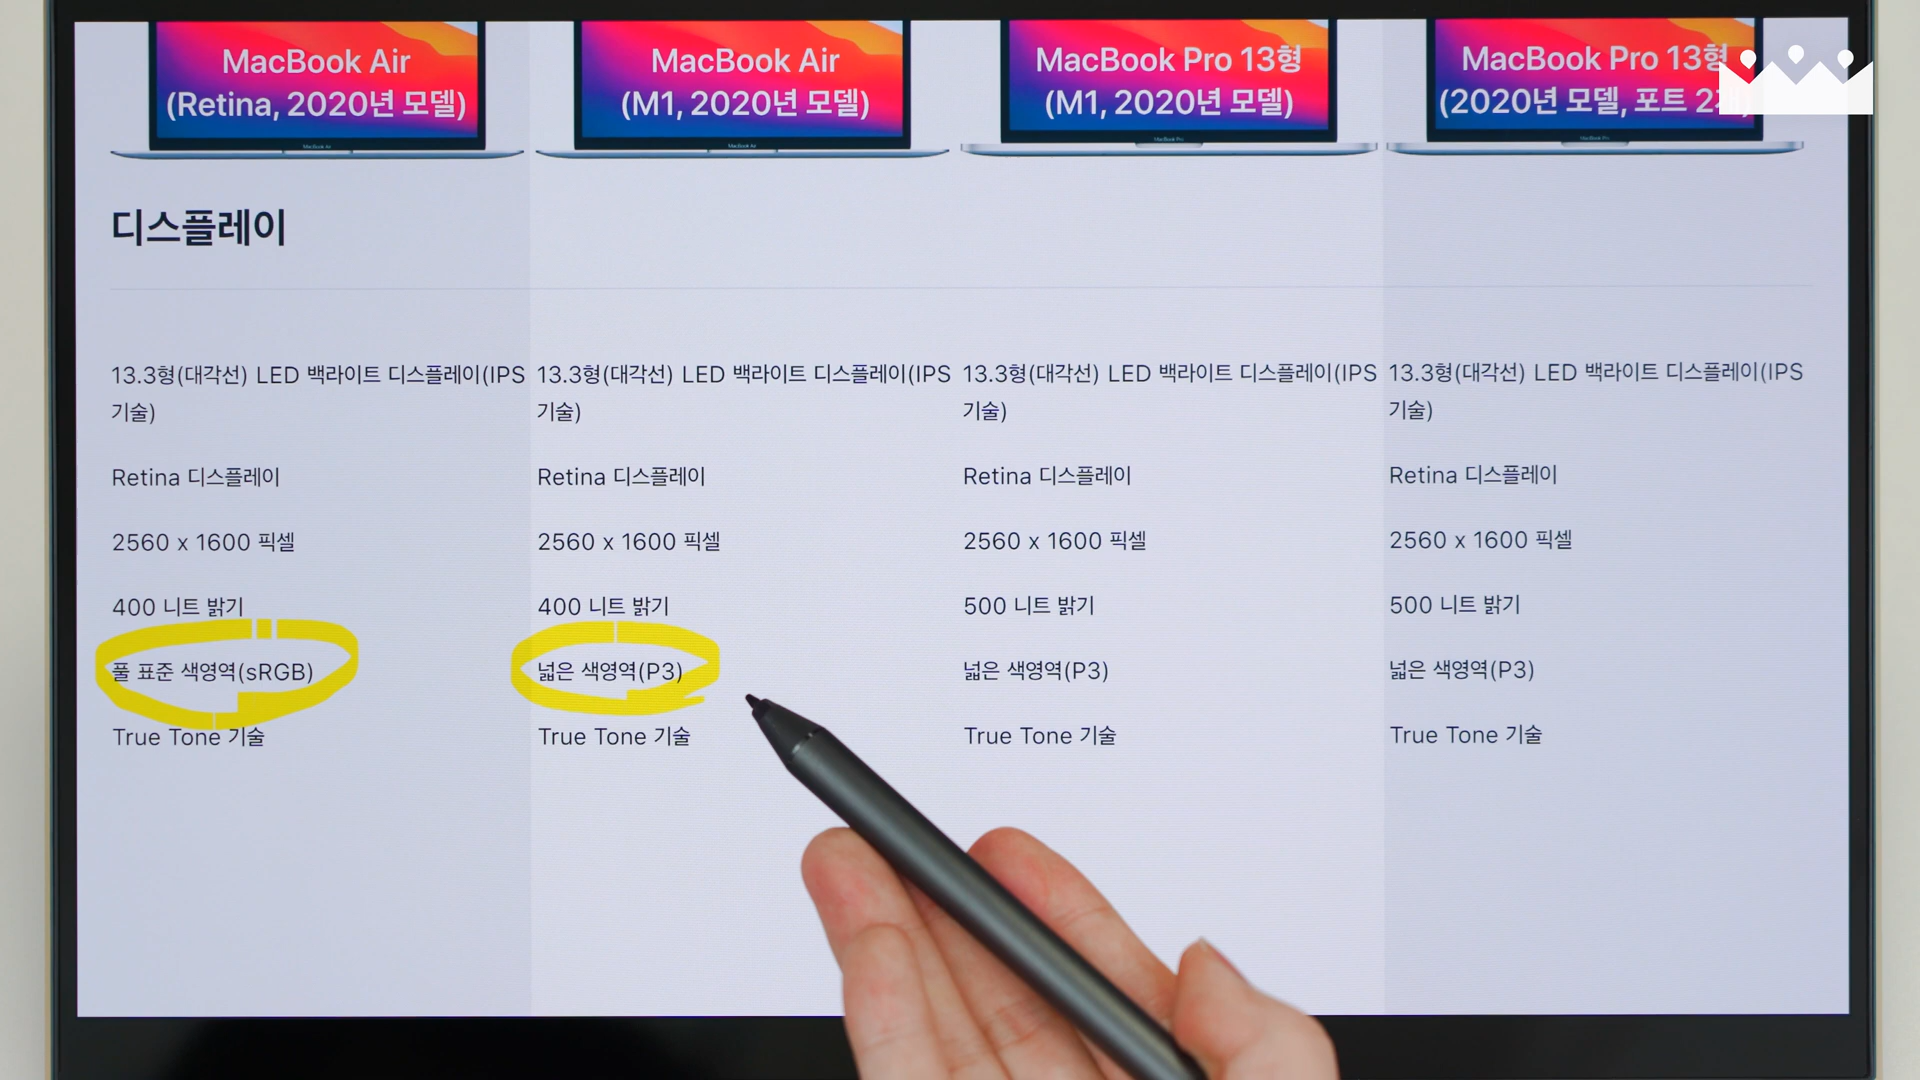 MacBook Air
(Retina, 2020년 모델)
MacBook Air
(M1, 2020년 모델)
MacBook Pro 13형
(M1, 2020년 모델)
MacBook Pro 13형
(2020년 모델, 포트 2개)
디스플레이
13.3형(대각선) LED 백라이트 디스플레이(IPS
기술)
Retina 디스플레이
2560 x 1600 픽셀
400 니트 밝기
풀 표준 색영역(sRGB)
True Tone 기술
13.3형(대각선) LED 백라이트 디스플레이(IPS
기술)
Retina 디스플레이
2560 x 1600 픽셀
400 니트 밝기
넓은 색영역(P3)
True Tone 기술
13.3형(대각선) LED 백라이트 디스플레이(IPS
기술)
Retina 디스플레이
2560 x 1600 픽셀
500 니트 밝기
넓은 색영역(P3)
True Tone 기술
13.3형(대각선) LED 백라이트 디스플레이(IPS
기술)
Retina 디스플레이
2560 x 1600 픽셀
500 니트 밝기
넓은 색영역(P3)
True Tone 기술